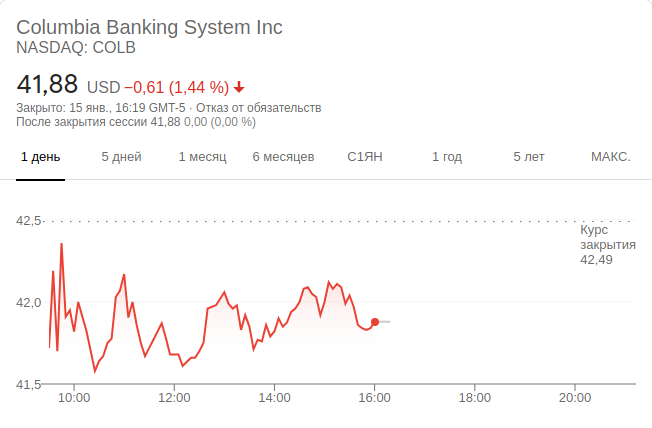 Columbia Banking System Inc
NASDAQ: COLB
41,88 USD −0,61 (1,44 %)
Закрыто: 15 янв., 16:19 GMT-5 · Отказ от обязательств
После закрытия сессии 41,88 0,00 (0,00 %)
1 день 5 дней 1 месяц 6 месяцев С1ЯН 1 год 5 лет МАКС.
42,5
Курс
закрытия
42,49
42,0
41,5
10:00 12:00 14:00 16:00 18:00 20:00